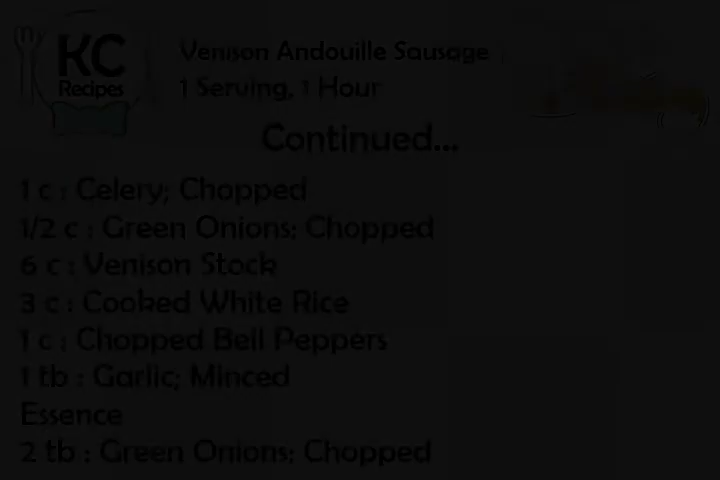 KC
Recipes
Venison Andouille Sausage
1 Serving, 1 Hour
Continued...
1 c : Celery; Chopped
1/2 c : Green Onions; Chopped
6 c : Venison Stock
3 c : Cooked White Rice
1 c : Chopped Bell Peppers
1 tb : Garlic; Minced
Essence
2 tb : Green Onions; Chopped